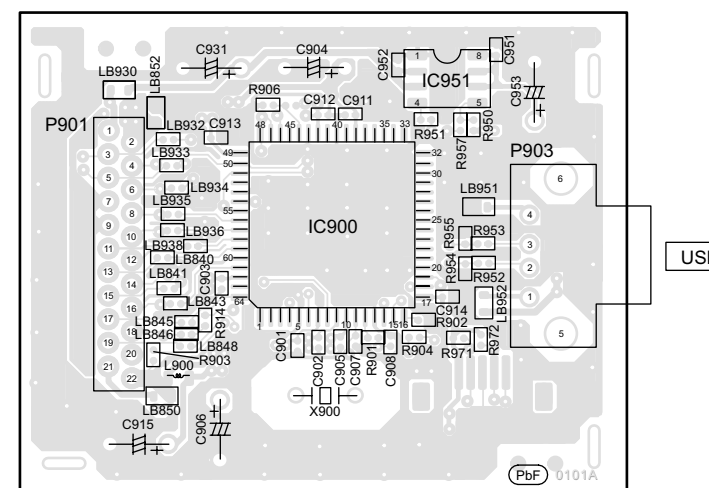 C931
C904
C952
1
8
C951
LB930
LB852
IC951
C953
R906
C912
C911
4
5
P901
LB932
C913
48
45
40
35
33
R951
R957
R950
1
2
LB933
49
32
P903
3
4
50
30
6
5
6
LB934
LB951
7
8
LB935
55
25
4
9
10
LB936
IC900
R955
R953
3
11
12
LB938
LB840
60
20
R954
R952
2
13
14
LB841
C903
64
17
1
USB
15
16
LB843
C914
LB952
17
LB845
R914
1
5
10
15
16
R902
18
LB846
R972
5
19
20
LB848
C901
C902
C905
C907
R901
C908
R904
R971
R903
21
22
L900
LB850
X900
C915
C906
PbF
0101A